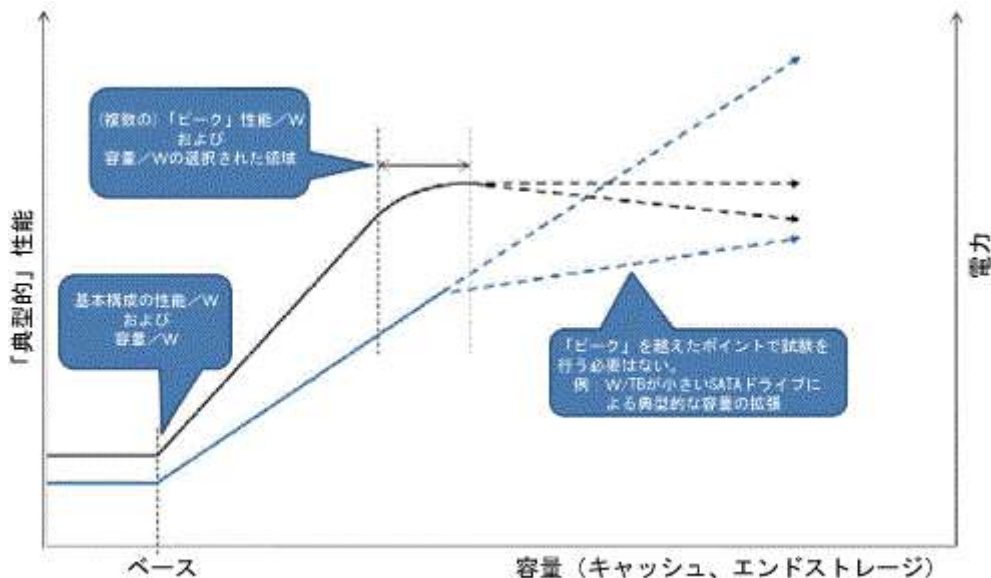 (複数の)「ピーク」性能/W
および
容量/Wの選択された領域
「典型的」性能
電力
基本構成の性能/W
および
容量/W
「ピーク」を越えたポイントで試験を
行う必要はない。
例 W/TBが小さいSATAドライブに
よる典型的な容量の拡張
ベース
容量(キャッシュ、エンドストレージ)